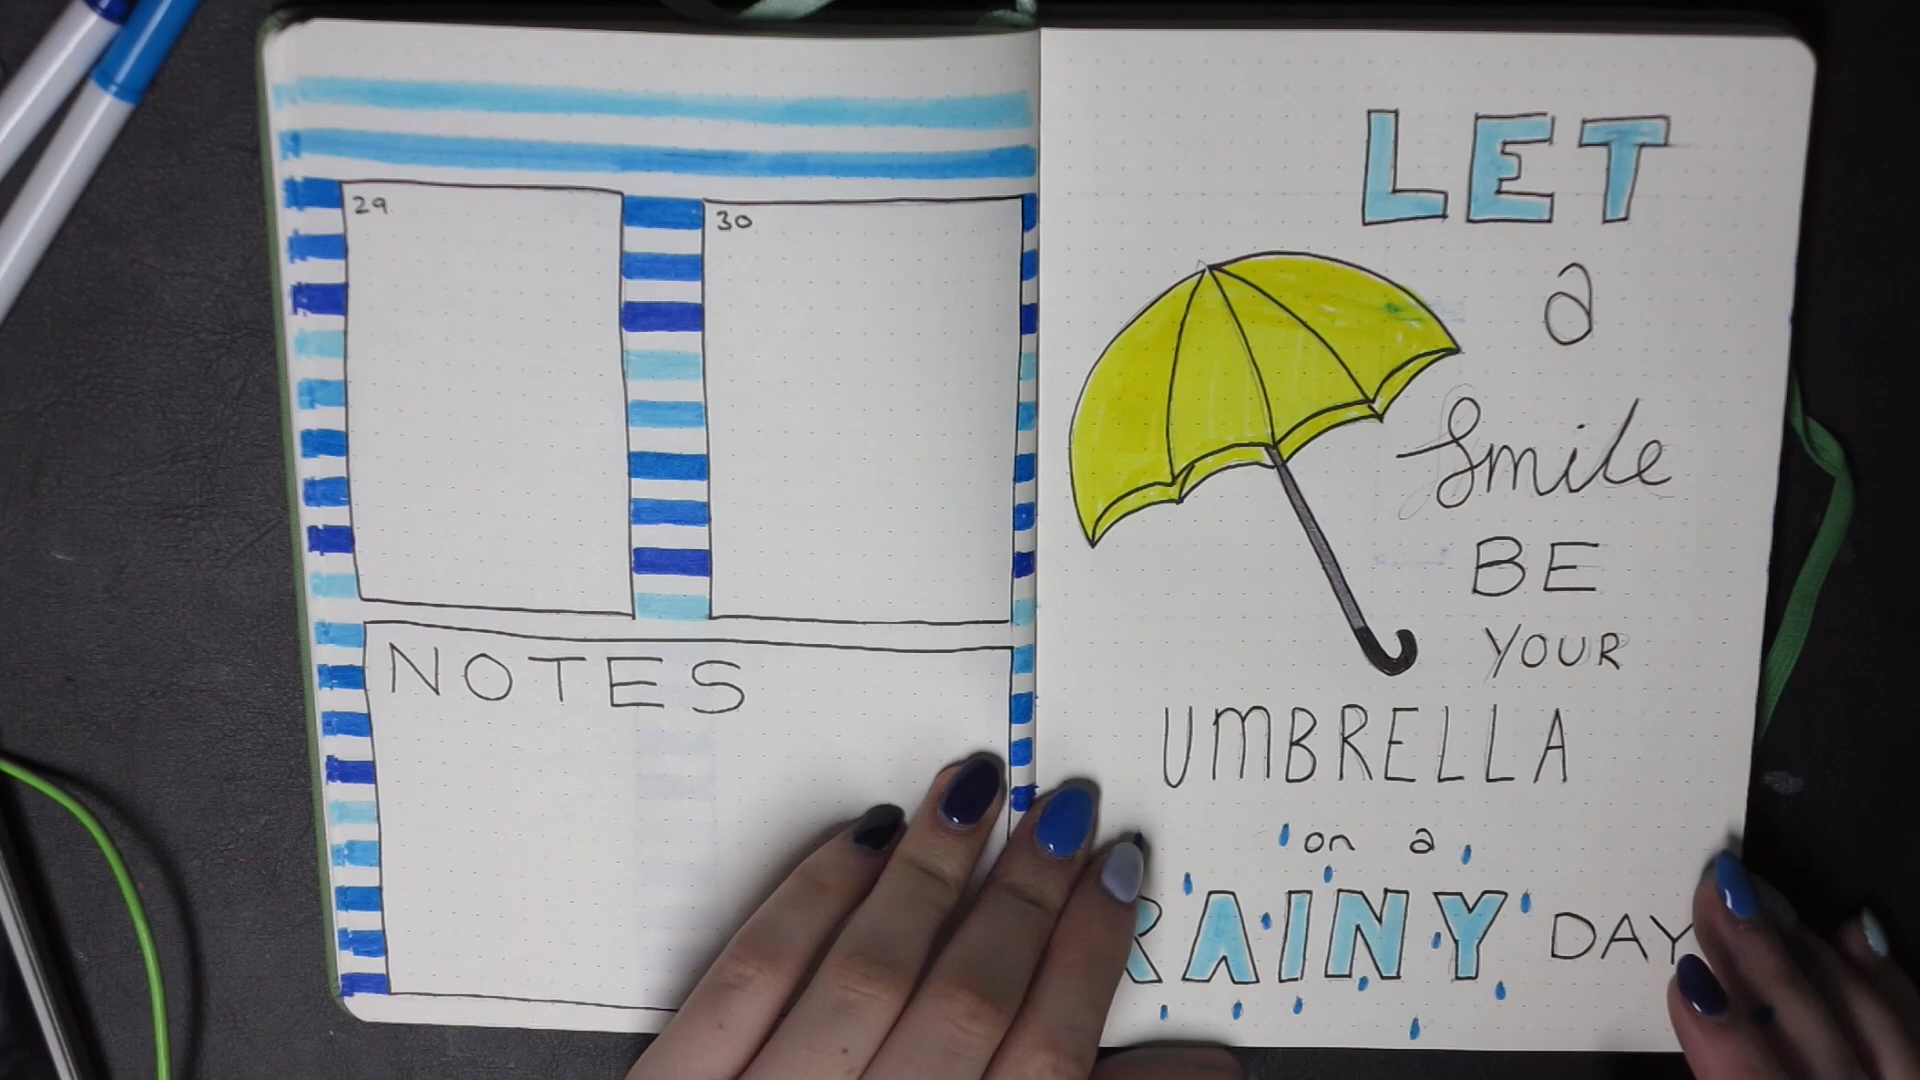 29
30
NOTES
LET
a
Smile
BE
YOUR
UMBRELLA
on a
RAINY DAY